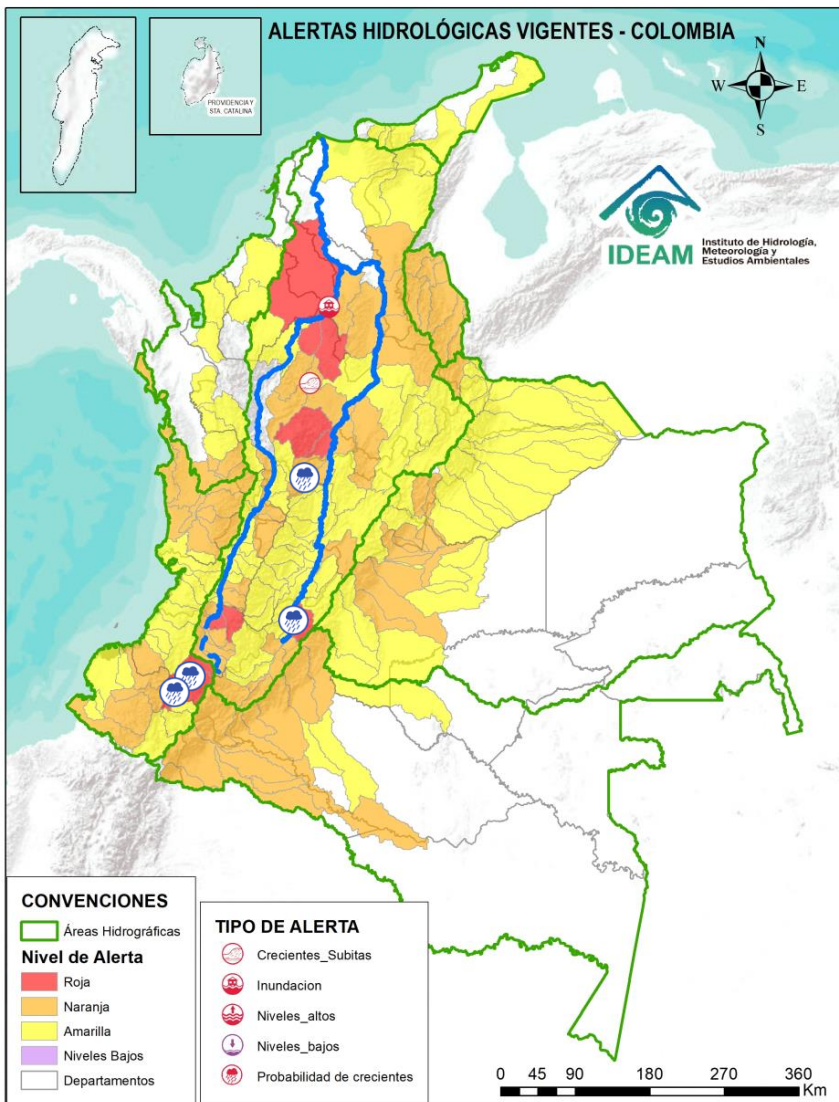 ALERTAS HIDROLÓGICAS VIGENTES - COLOMBIA
PROVIDENCIA Y
STA. CATALINA
N
W
E
S
IDEAM
Instituto de Hidrología,
Meteorología y
Estudios Ambientales
CONVENCIONES
Áreas Hidrográficas
Nivel de Alerta
Roja
Naranja
Amarilla
Niveles Bajos
Departamentos
TIPO DE ALERTA
Crecientes_Subitas
Inundacion
Niveles_altos
Niveles_bajos
Probabilidad de crecientes
0 45 90 180 270 360
Km